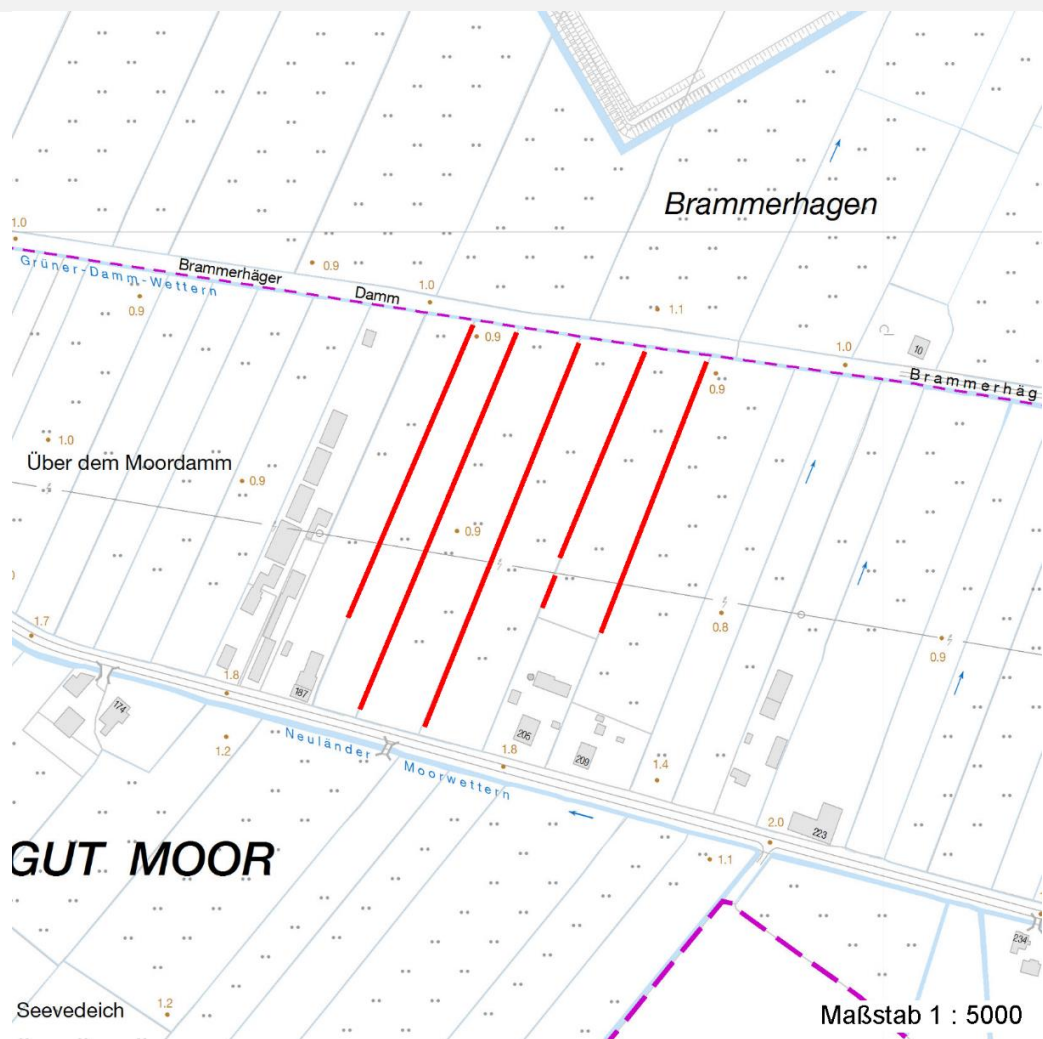 Brammerhagen
1.0
Brammerhäger
0.9
Grüner-Damm-Wettern
Damm
1.0
0.9
1.1
0.9
1.0
10
Brammerhäg
0.9
1.0
Über dem Moordamm
0.9
0.9
1.7
0.8
0.9
174
1.8
187
1.2
Neuländer
Moorwettern
1.8
205
209
1.4
2.0
223
1.1
GUT MOOR
234
Seevedeich
1.2
Maßstab 1 : 5000